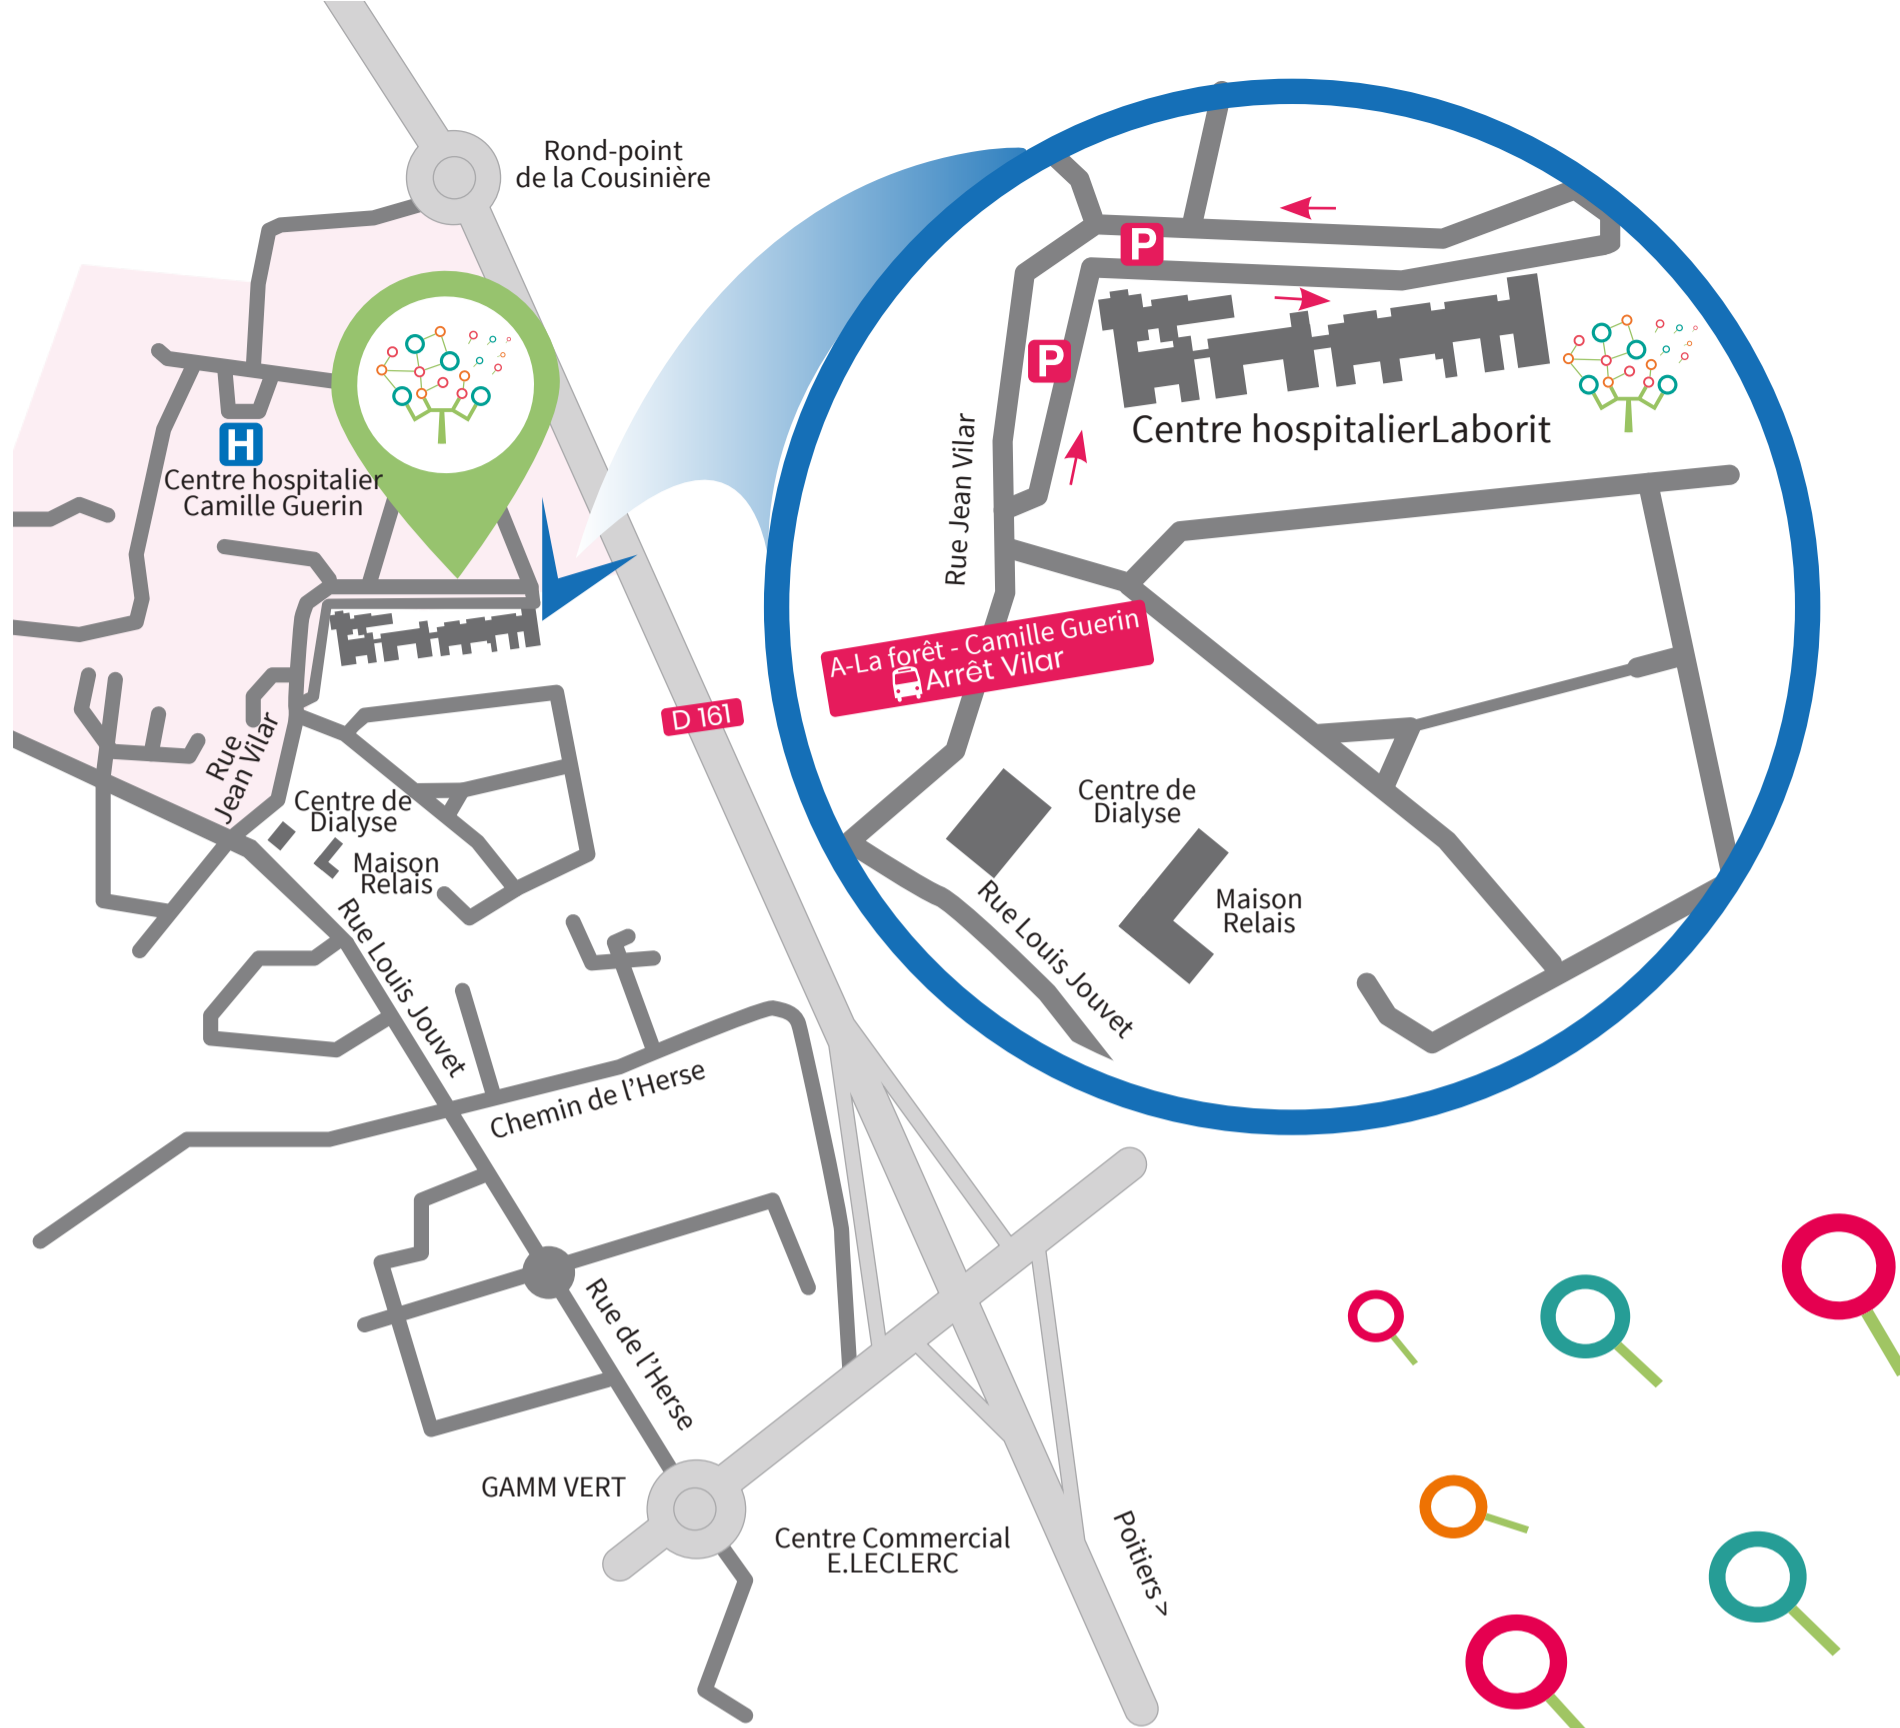 Rond-point
de la Cousinière
P
P
H
Centre hospitalier
Camille Guerin
Centre hospitalierLaborit
Rue Jean Vilar
A-La forêt - Camille Guerin
Arrêt Vilar
D 161
Rue
Jean Vilar
Centre de
Dialyse
Maison
Relais
Centre de
Dialyse
Maison
Relais
Rue Louis Jouvet
Rue Louis Jouvet
Chemin de l'Herse
Rue de l'Herse
GAMM VERT
Centre Commercial
E.LECLERC
Poitiers >